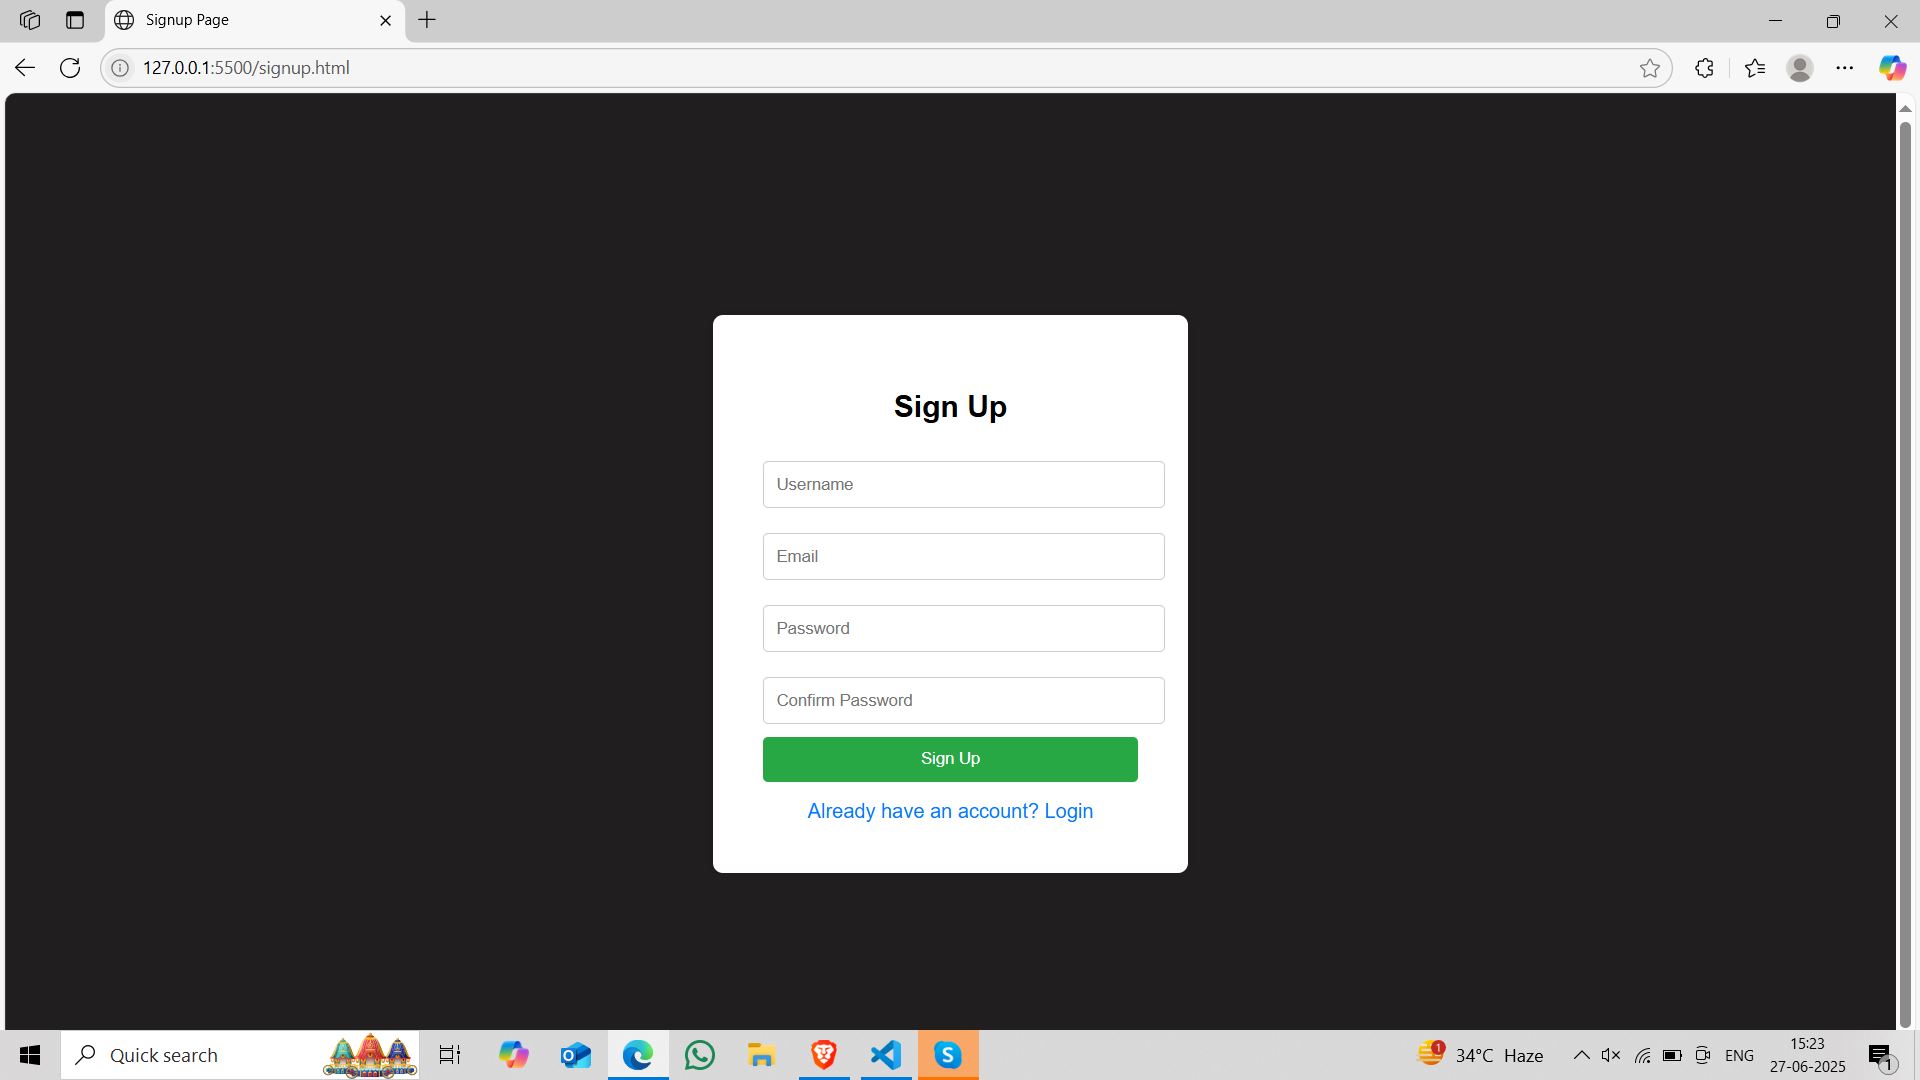 Signup Page
127.0.0.1:5500/signup.html
Sign Up
Username
Email
Password
Confirm Password
Sign Up
Already have an account? Login
Quick search
S
1
34°C Haze
ENG
15:23
27-06-2025
1